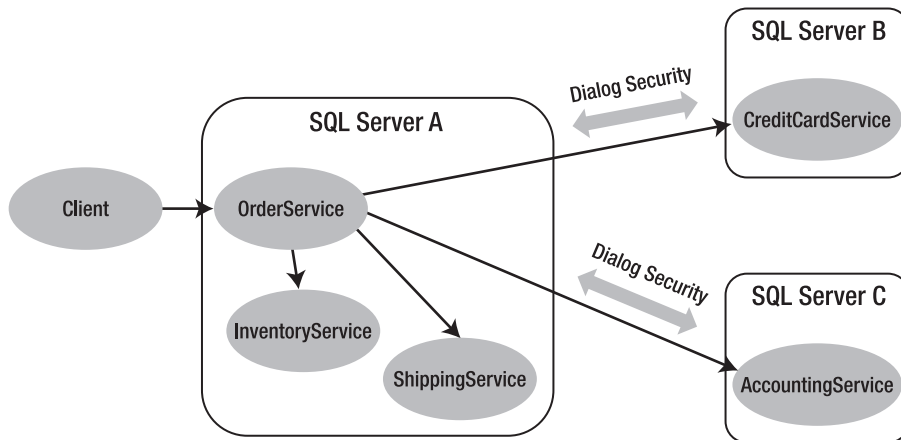 SQL Server B
Dialog Security
CreditCardService
SQL Server A
Client
OrderService
Dialog Security
SQL Server C
InventoryService
ShippingService
AccountingService